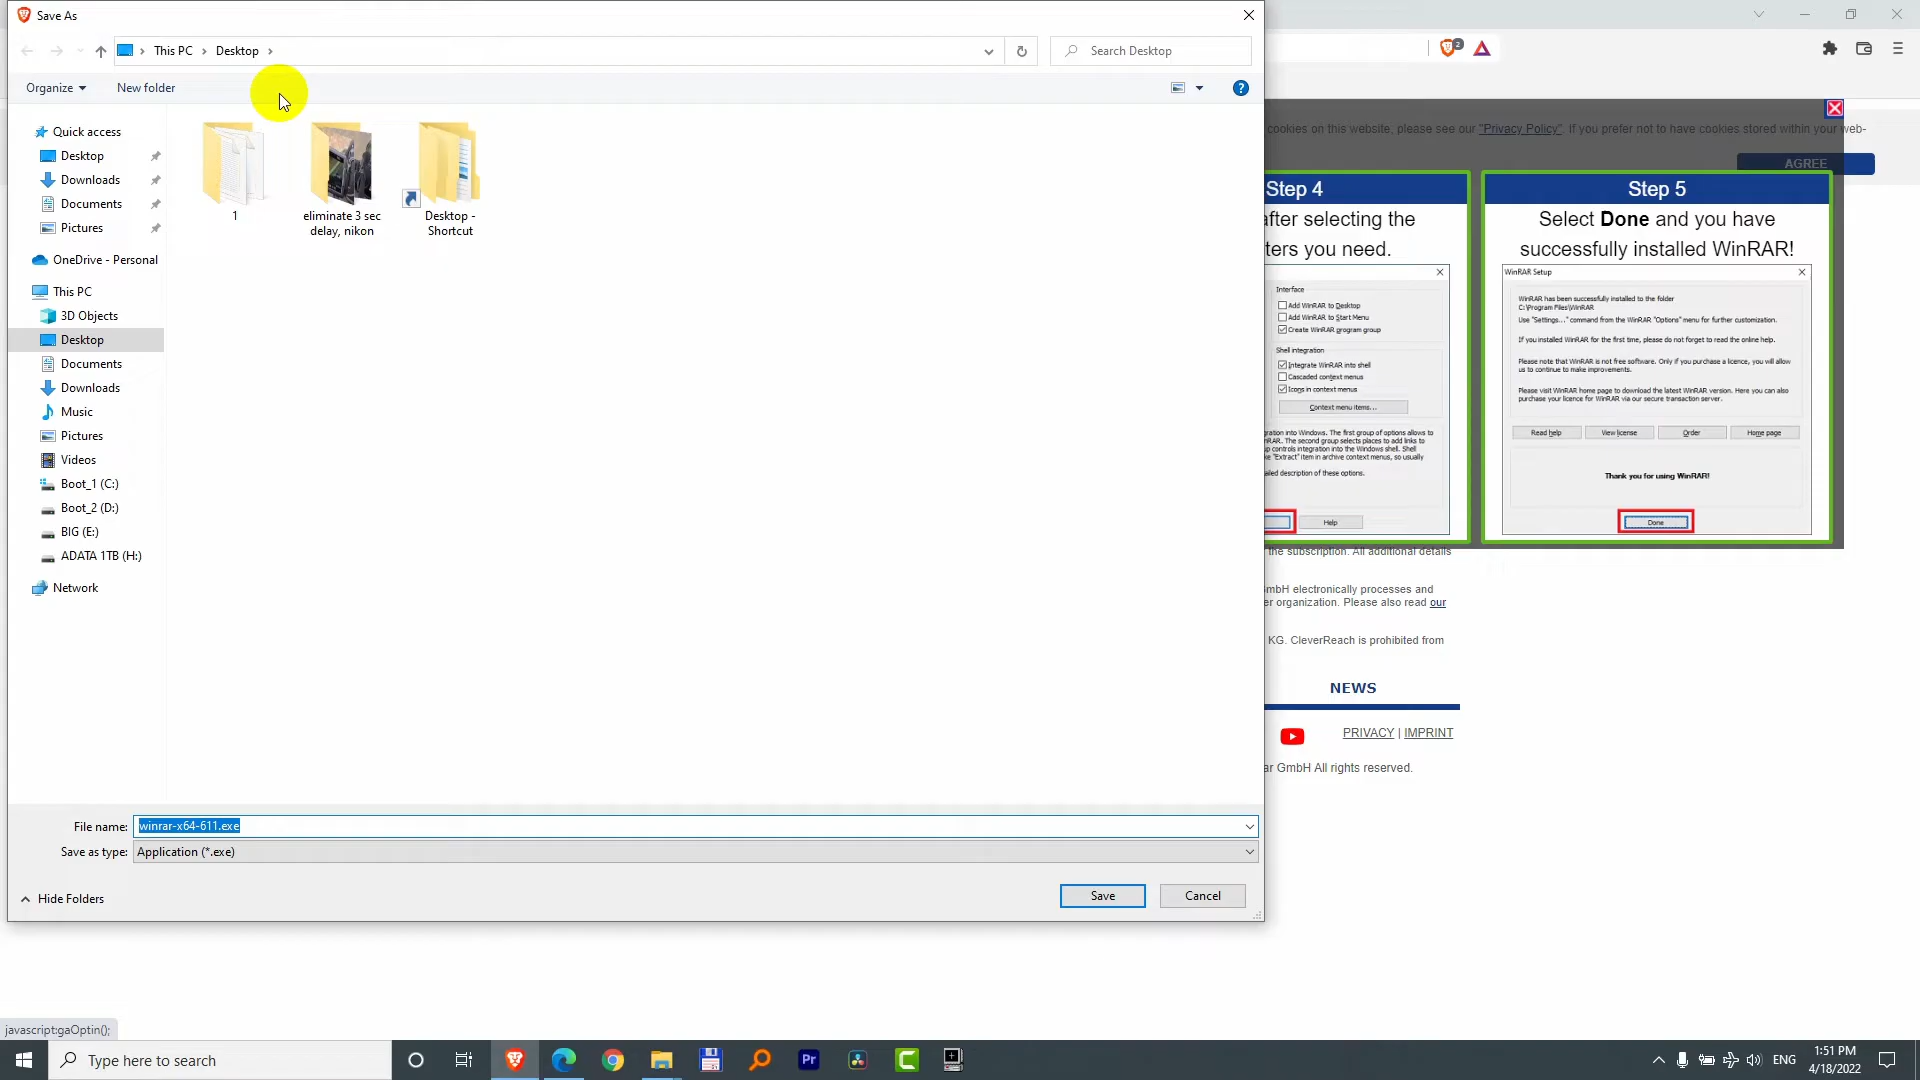 Save As
This PC
Desktop
Search Desktop
Organize
New folder
?
Quick access
Desktop
Downloads
Documents
Pictures
OneDrive - Personal
This PC
3D Objects
Desktop
Documents
Downloads
Music
Pictures
Videos
Boot_1 (C:)
Boot_2 (D:)
BIG (E:)
ADATA 1TB (H:)
Network
1
eliminate 3 sec
delay, nikon
Desktop -
Shortcut
File name:
winrar-x64-611.exe
Save as type:
Application (*.exe)
Hide Folders
Save
Cancel
2
cookies on this website, please see our "Privacy Policy". If you prefer not to have cookies stored within your web-
AGREE
Step 4
after selecting the
ters you need.
Interface
Add WinRAR to Desktop
Add WinRAR to Start Menu
Create WinRAR program group
Shell integration
Integrate WinRAR into shell
Cascaded context menus
Icons in context menus
Context menu items...
gration into Windows. The first group of options allows to
nRAR. The second group selects places to add links to
up controls integration into the Windows shell. Shell
ke "Extract" item in archive context menus, so usually
ailed description of these options.
Help
Step 5
Select Done and you have
successfully installed WinRAR!
WinRAR Setup
WinRAR has been successfully installed to the folder
C:\Program Files\WinRAR
Use "Settings..." command from the WinRAR "Options" menu for further customization.
If you installed WinRAR for the first time, please do not forget to read the online help.
Please note that WinRAR is not free software. Only if you purchase a licence, you will allow
us to continue to make improvements.
Please visit WinRAR home page to download the latest WinRAR version. Here you can also
purchase your licence for WinRAR via our secure transaction server.
Read help
View license
Order
Home page
Thank you for using WinRAR!
Done
the subscription. All additional details
GmbH electronically processes and
er organization. Please also read our
KG. CleverReach is prohibited from
NEWS
PRIVACY | IMPRINT
ar GmbH All rights reserved.
javascript:gaOptin();
Type here to search
Pr
ENG
1:51 PM
4/18/2022